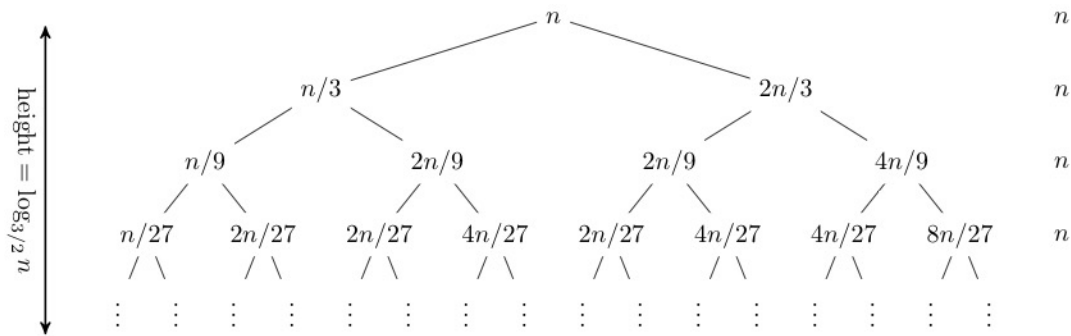 n n
n/3 2n/3 n
n/9 2n/9 2n/9 4n/9 n
n/27 2n/27 2n/27 4n/27 2n/27 4n/27 4n/27 8n/27 n
⋮ ⋮ ⋮ ⋮ ⋮ ⋮ ⋮ ⋮ ⋮ ⋮ ⋮ ⋮ ⋮ ⋮ ⋮ ⋮
height = log_{3/2} n